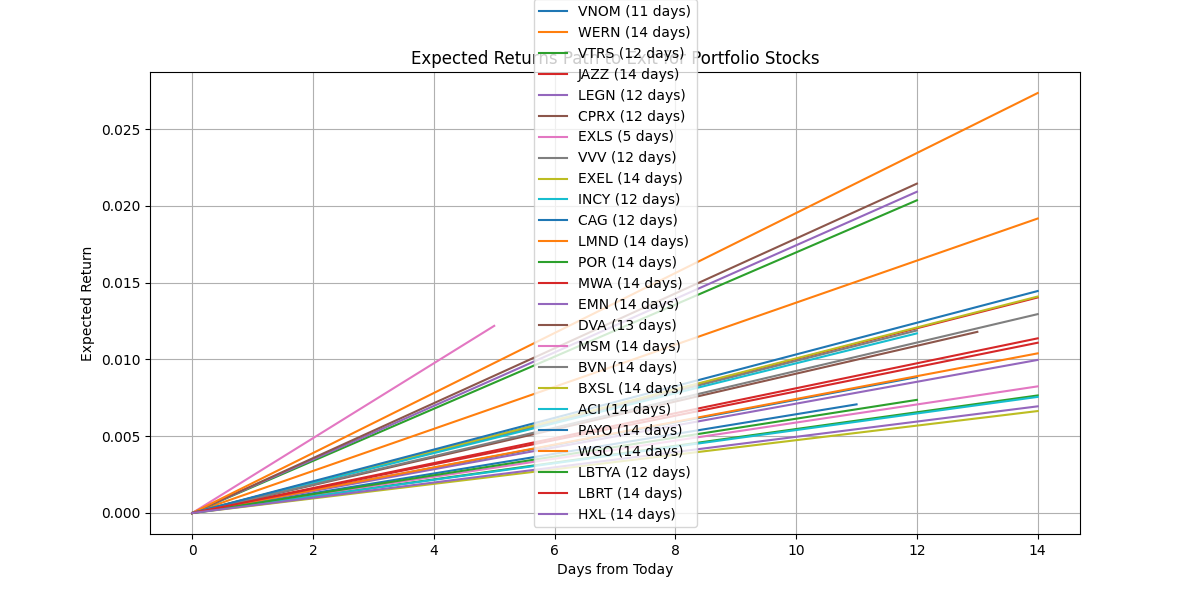 VNOM (11 days)
WERN (14 days)
VTRS (12 days)
Expected Returns Path to Exit for Portfolio Stocks
JAZZ (14 days)
LEGN (12 days)
CPRX (12 days)
EXLS (5 days)
VVV (12 days)
EXEL (14 days)
INCY (12 days)
CAG (12 days)
LMND (14 days)
POR (14 days)
MWA (14 days)
EMN (14 days)
DVA (13 days)
MSM (14 days)
BVN (14 days)
BXSL (14 days)
ACI (14 days)
PAYO (14 days)
WGO (14 days)
LBTYA (12 days)
LBRT (14 days)
HXL (14 days)
Expected Return
0.025
0.020
0.015
0.010
0.005
0.000
0 2 4 6 8 10 12 14
Days from Today